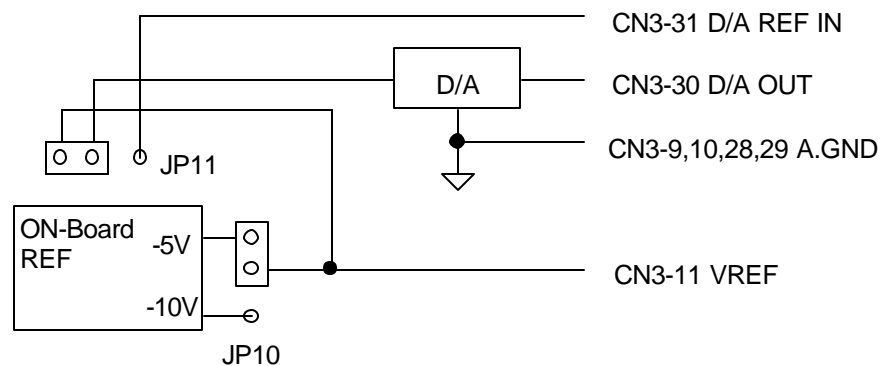 CN3-31 D/A REF IN
D/A
CN3-30 D/A OUT
CN3-9,10,28,29 A.GND
JP11
ON-Board
REF
-5V
CN3-11 VREF
-10V
JP10